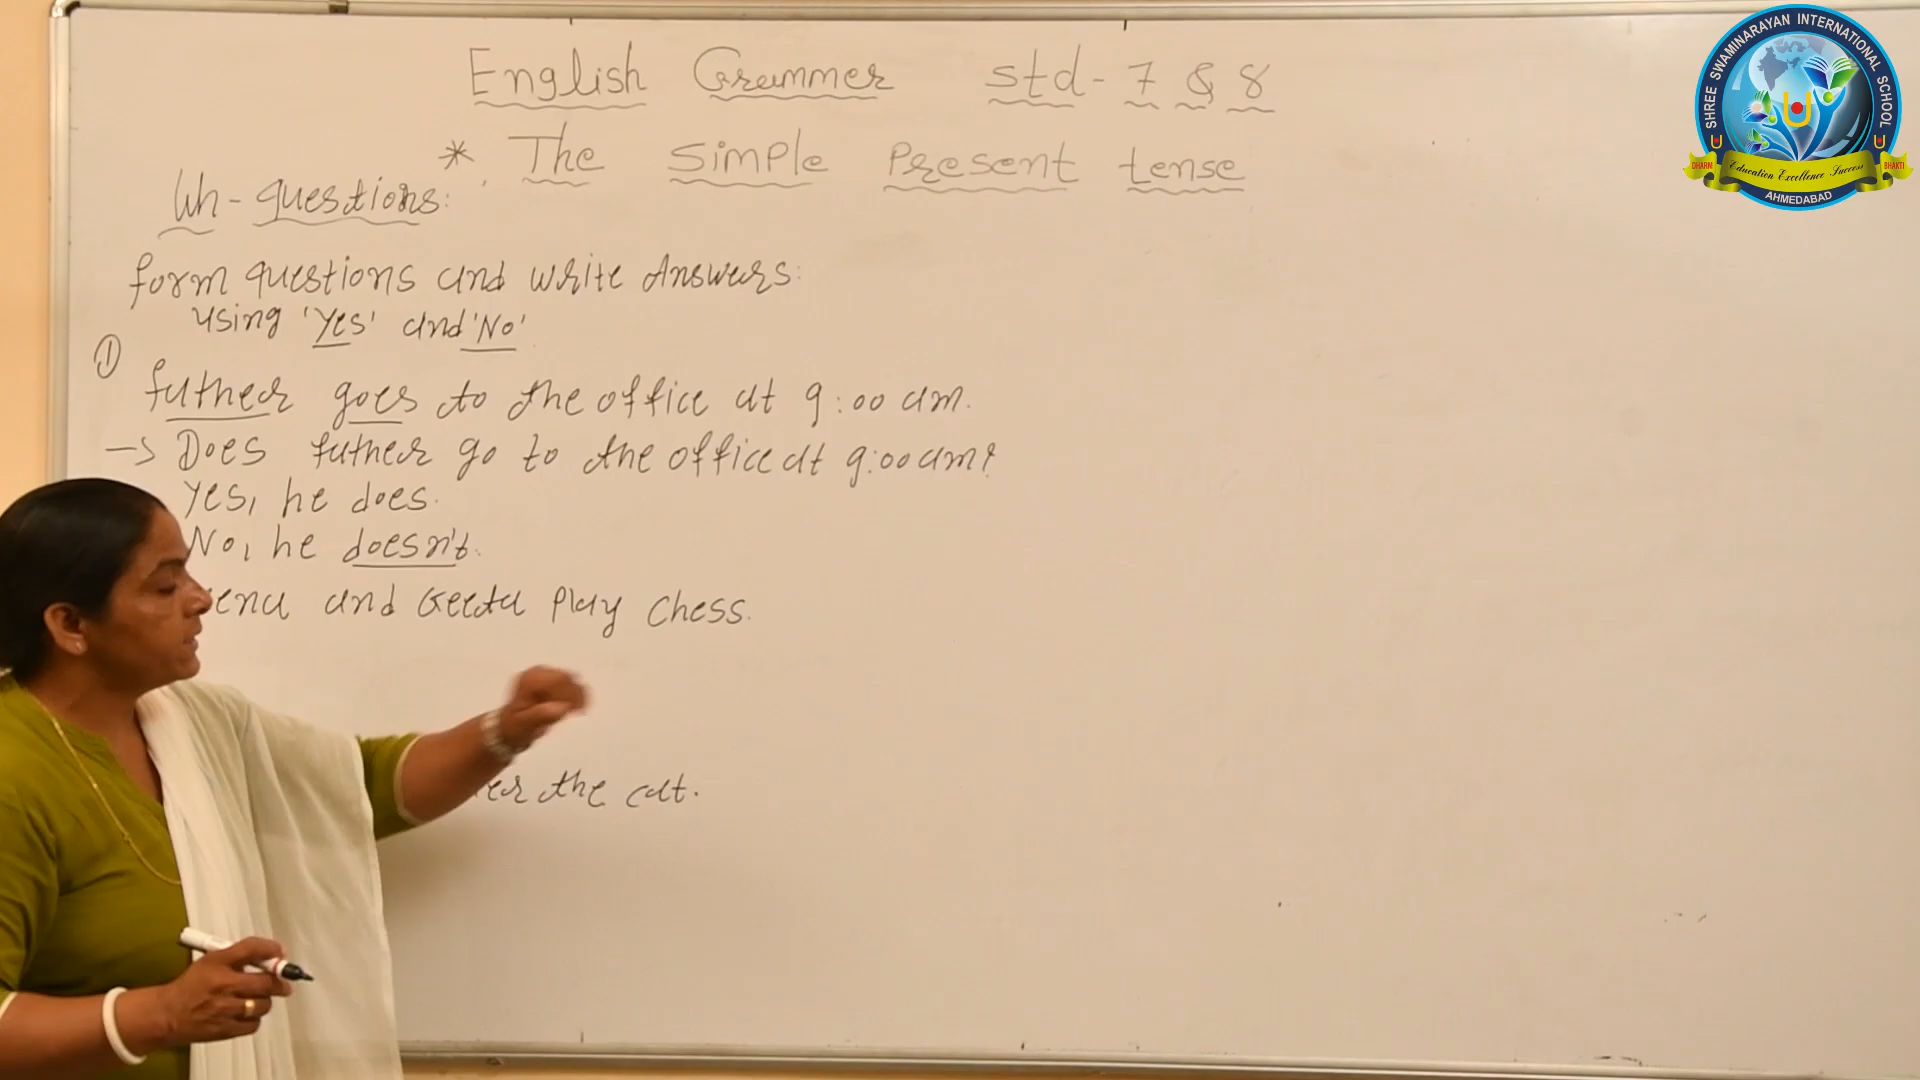 English Grammer std- 7 & 8
* The Simple Present tense
Wh-questions:
form questions and write Answers:
using 'Yes' and 'No'
①
father goes to the office at 9:00 am.
→ Does father go to the office at 9:00 am?
Yes, he does.
No, he doesn't.
and Geeta Play Chess.
the cat.
SHREE SWAMINARAYAN INTERNATIONAL SCHOOL
DHARM
Education Excellence Success
BHAKTI
AHMEDABAD